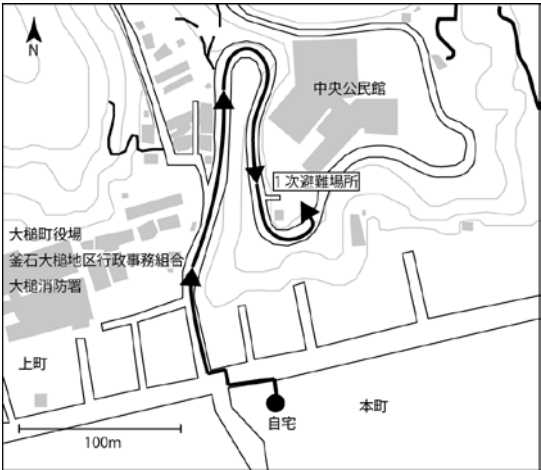 N
中央公民館
1次避難場所
大槌町役場
釜石大槌地区行政事務組合
大槌消防署
上町
本町
自宅
100m